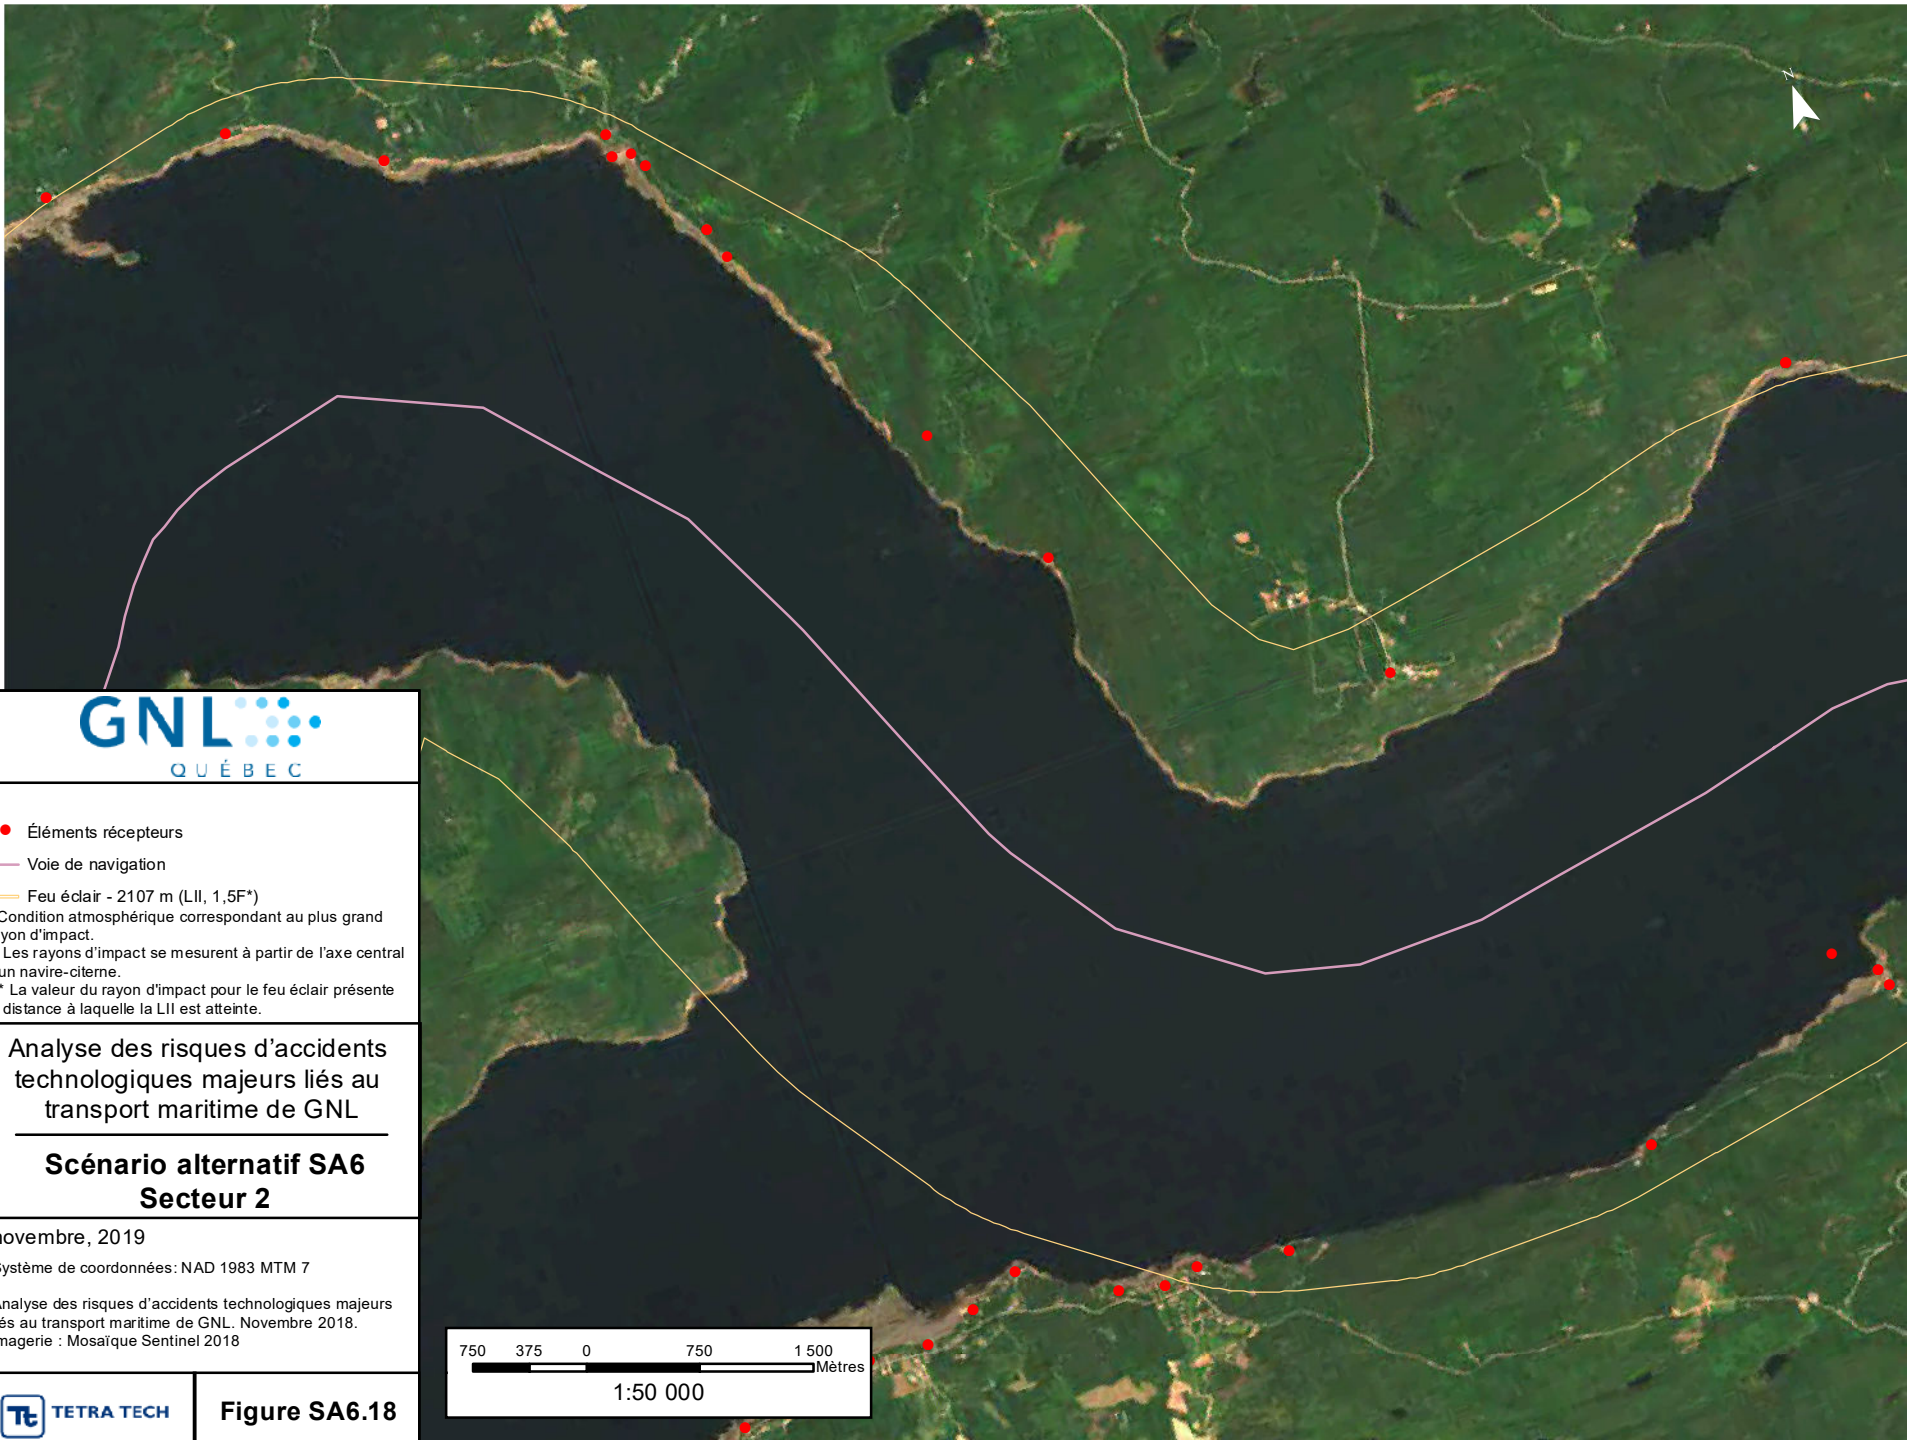 N
GNL
QUÉBEC
Éléments récepteurs
Voie de navigation
Feu éclair - 2107 m (LII, 1,5F*)
Condition atmosphérique correspondant au plus grand
yon d'impact.
Les rayons d'impact se mesurent à partir de l'axe central
un navire-citerne.
* La valeur du rayon d'impact pour le feu éclair présente
distance à laquelle la LII est atteinte.
Analyse des risques d'accidents
technologiques majeurs liés au
transport maritime de GNL
Scénario alternatif SA6
Secteur 2
novembre, 2019
Système de coordonnées: NAD 1983 MTM 7
Analyse des risques d'accidents technologiques majeurs
és au transport maritime de GNL. Novembre 2018.
magerie : Mosaïque Sentinel 2018
TETRA TECH
Figure SA6.18
750 375 0 750 1 500
Mètres
1:50 000